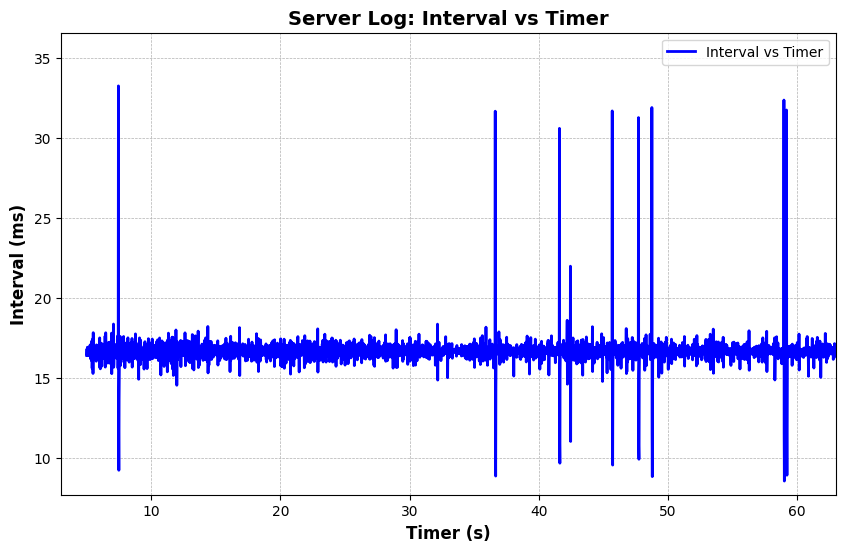 Server Log: Interval vs Timer
Interval vs Timer
Interval (ms)
35
30
25
20
15
10
10 20 30 40 50 60
Timer (s)